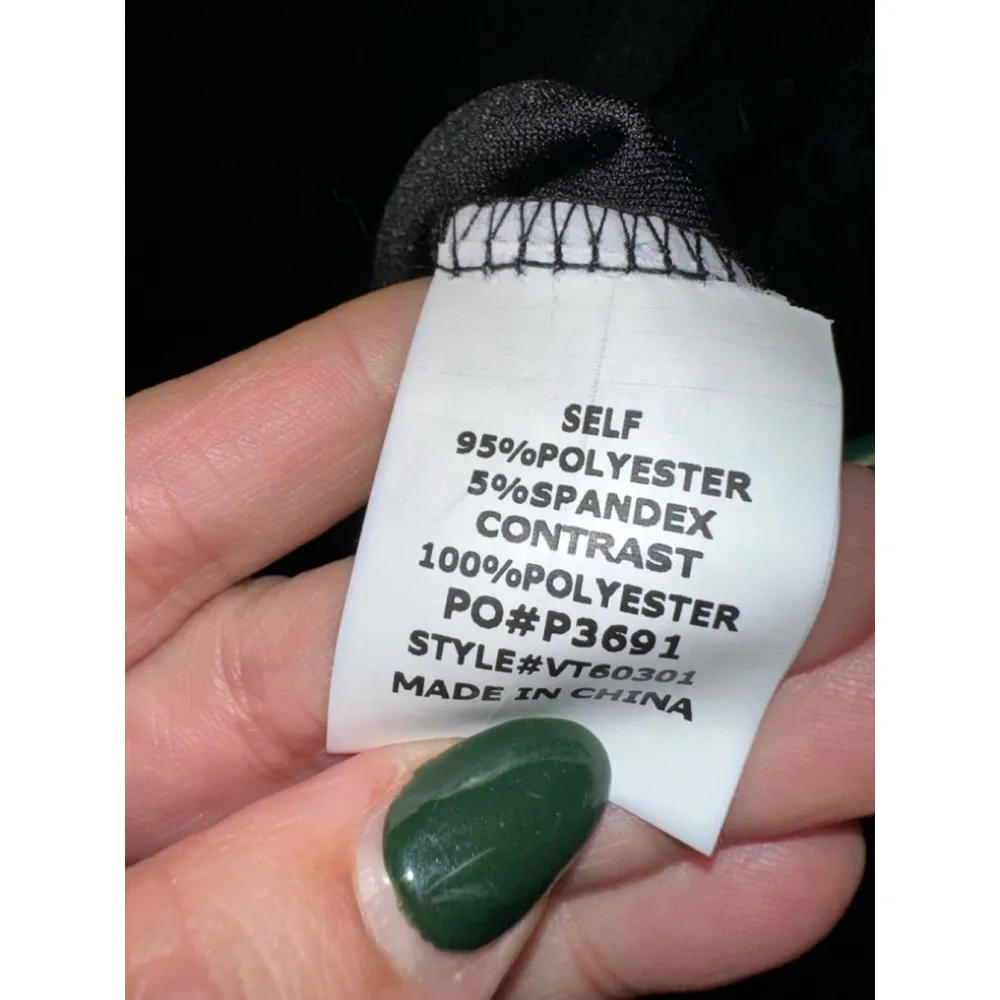 SELF
95%POLYESTER
5%SPANDEX
CONTRAST
100%POLYESTER
PO#P3691
STYLE#VT60301
MADE IN CHINA